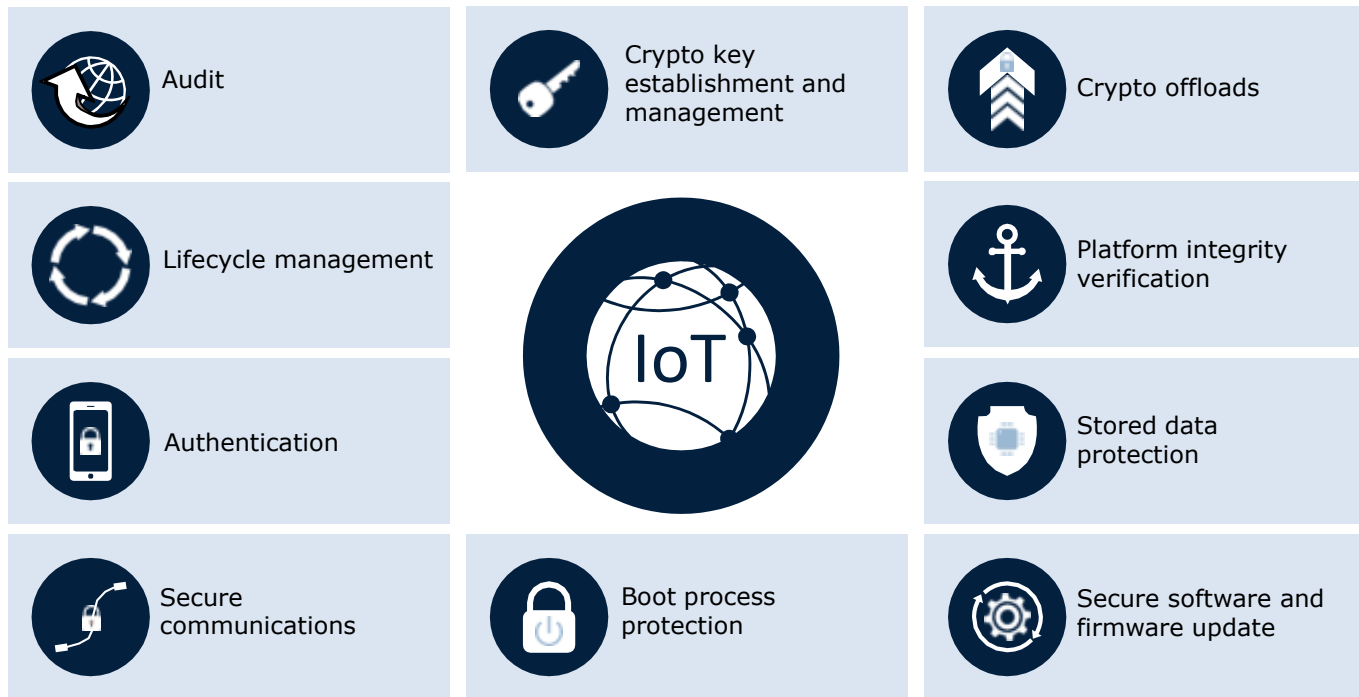 Audit
Crypto key
establishment and
management
Crypto offloads
Lifecycle management
IoT
Platform integrity
verification
Authentication
Stored data
protection
Secure
communications
Boot process
protection
Secure software and
firmware update